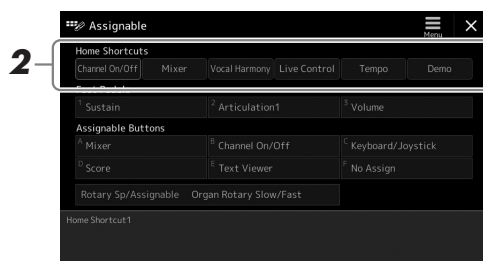 Assignable
Menu
2
Home Shortcuts
Channel On/Off Mixer Vocal Harmony Live Control Tempo Demo
1 Sustain 2 Articulation1 3 Volume
Assignable Buttons
A Mixer B Channel On/Off C Keyboard/Joystick
D Score E Text Viewer F No Assign
Rotary Sp/Assignable Organ Rotary Slow/Fast
Home Shortcut1